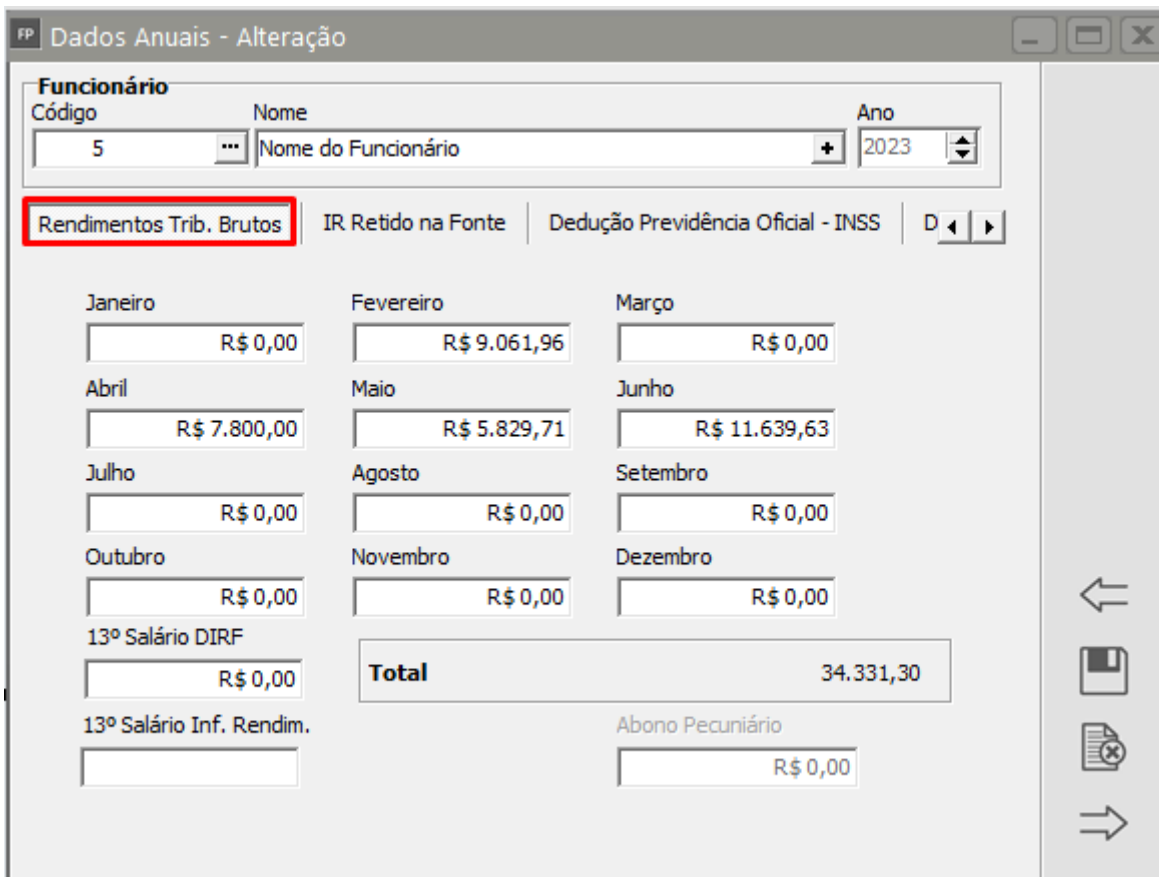 FP Dados Anuais - Alteração
Funcionário
Código Nome Ano
5 ... Nome do Funcionário + 2023
Rendimentos Trib. Brutos IR Retido na Fonte Dedução Previdência Oficial - INSS D
Janeiro Fevereiro Março
R$ 0,00 R$ 9.061,96 R$ 0,00
Abril Maio Junho
R$ 7.800,00 R$ 5.829,71 R$ 11.639,63
Julho Agosto Setembro
R$ 0,00 R$ 0,00 R$ 0,00
Outubro Novembro Dezembro
R$ 0,00 R$ 0,00 R$ 0,00
13º Salário DIRF
R$ 0,00 Total 34.331,30
13º Salário Inf. Rendim. Abono Pecuniário
R$ 0,00